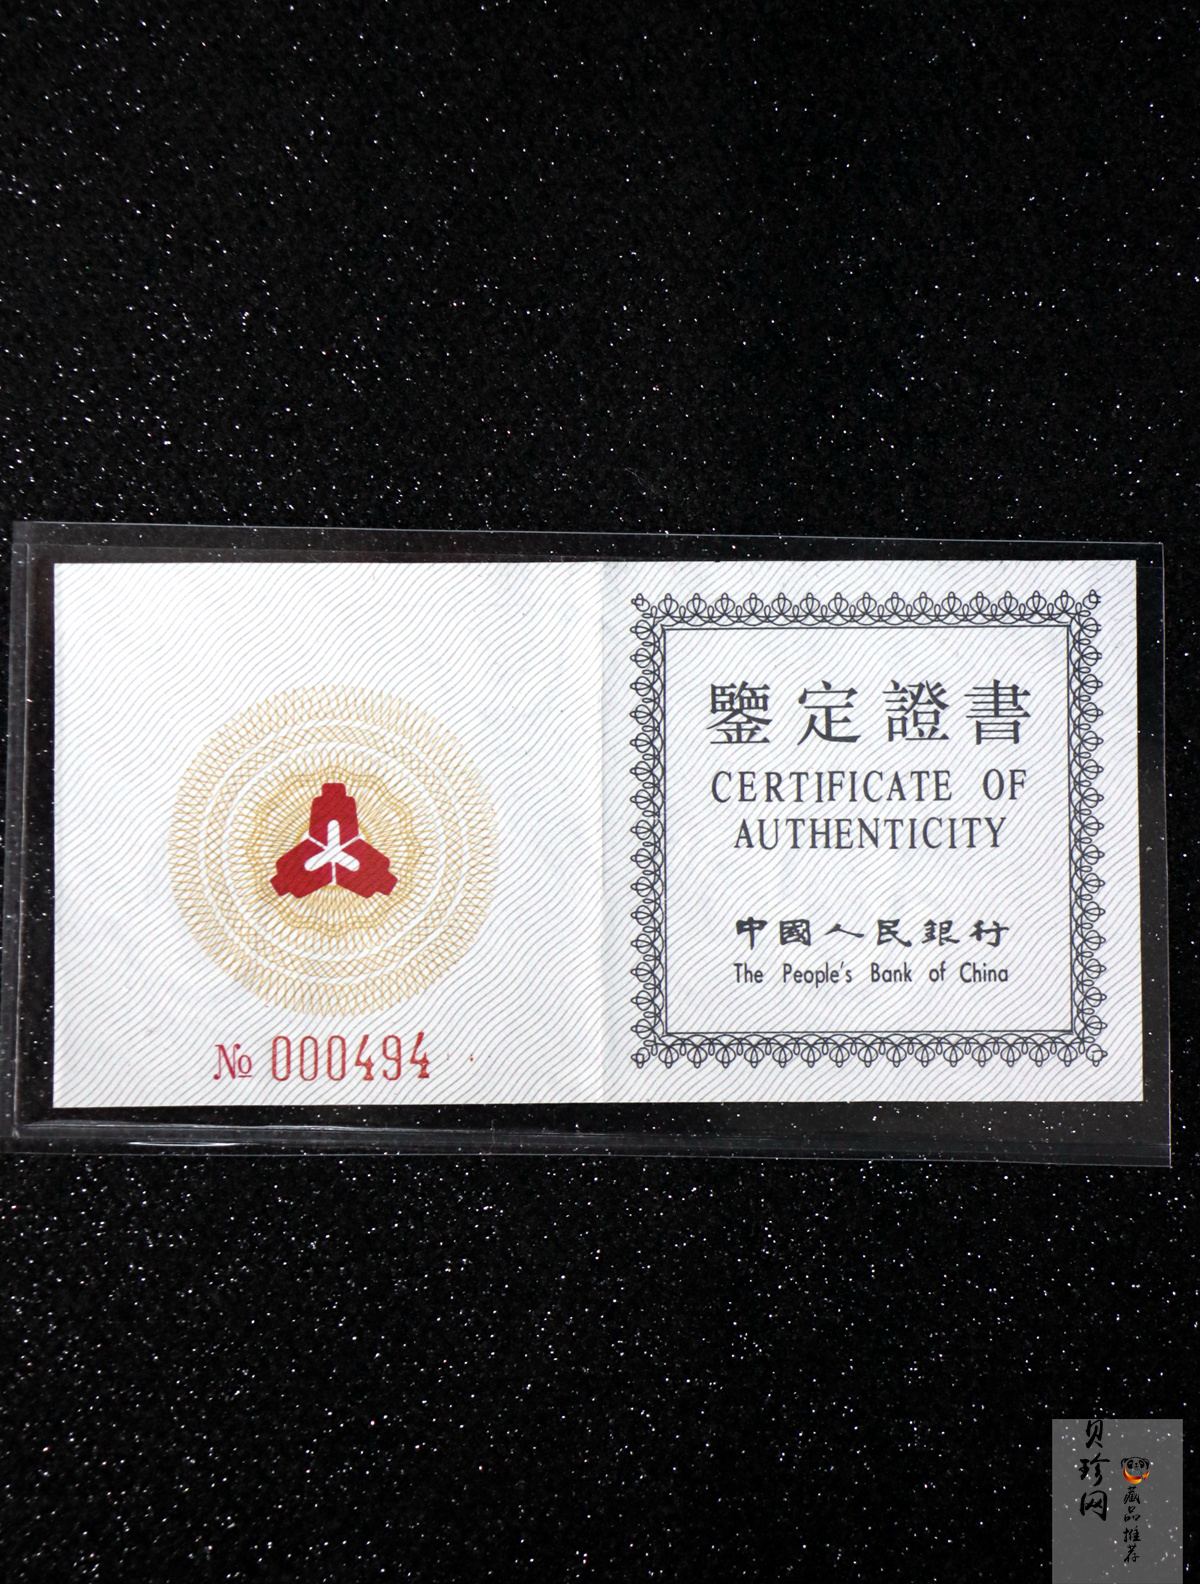 № 000494
鑒定證書
CERTIFICATE OF
AUTHENTICITY
中國人民銀行
The People's Bank of China
贝珍网
藏品推荐